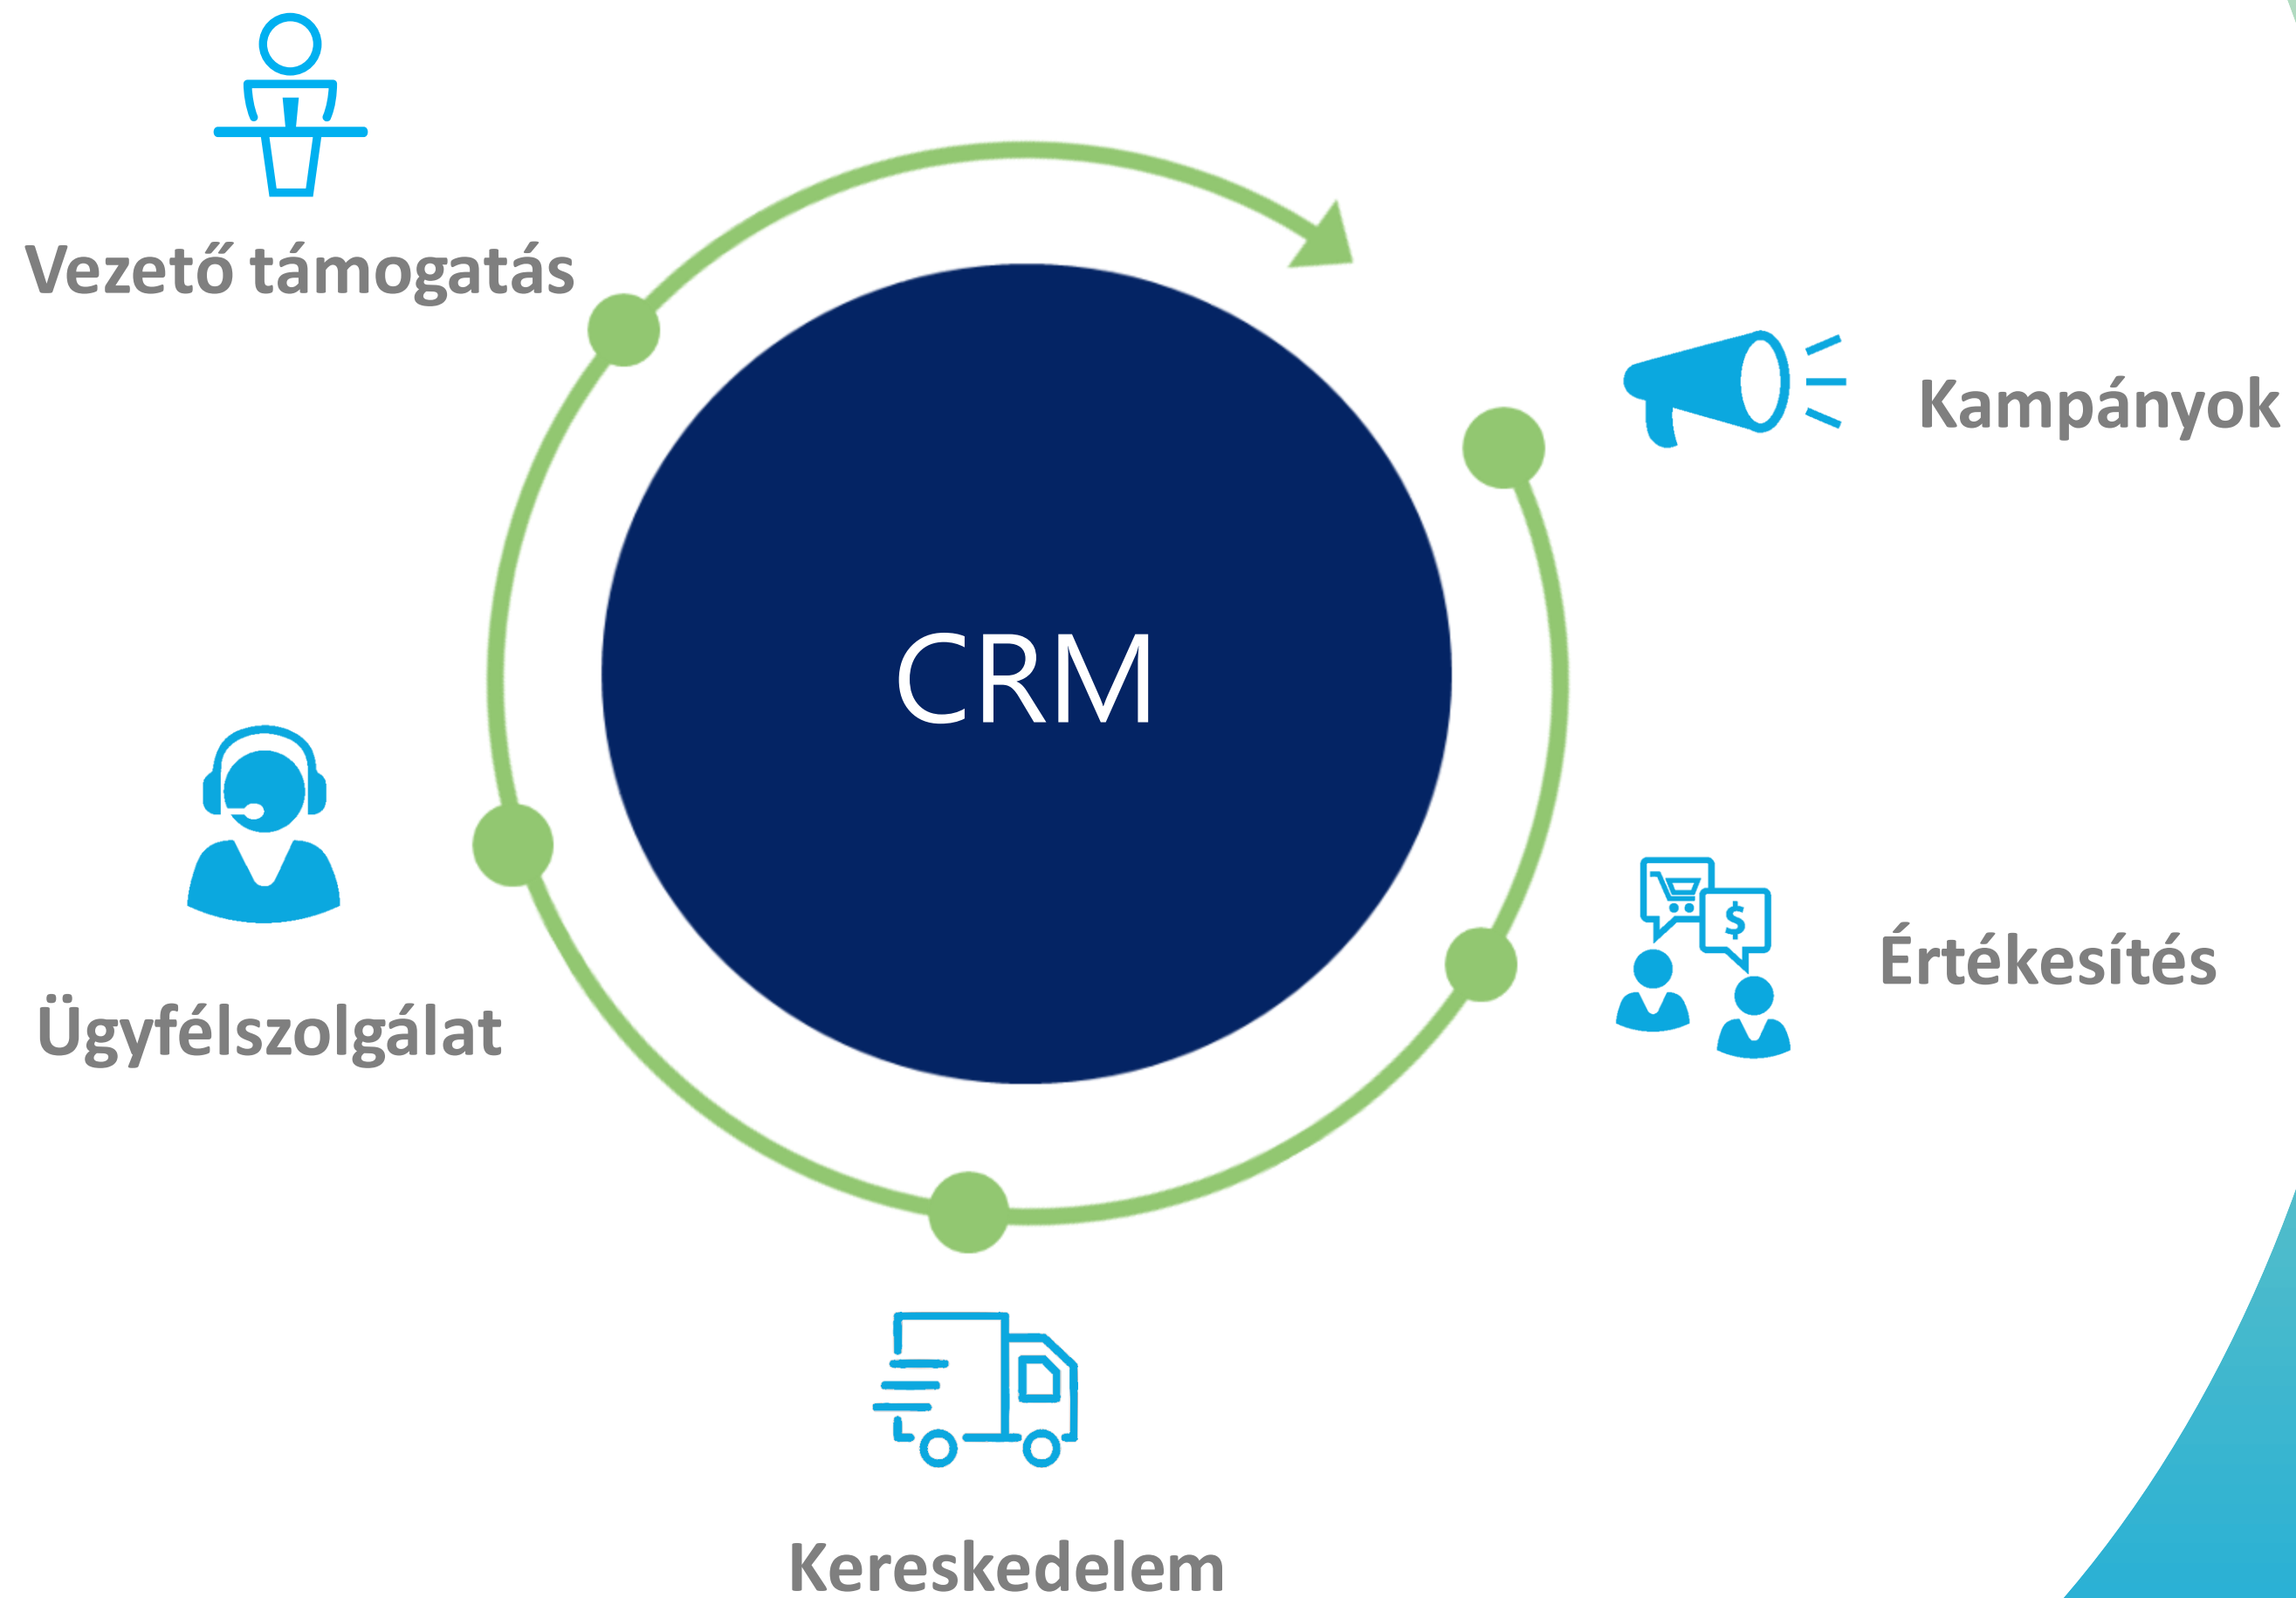 Vezető támogatás
Kampányok
CRM
$
Értékesítés
Ügyfélszolgálat
Kereskedelem